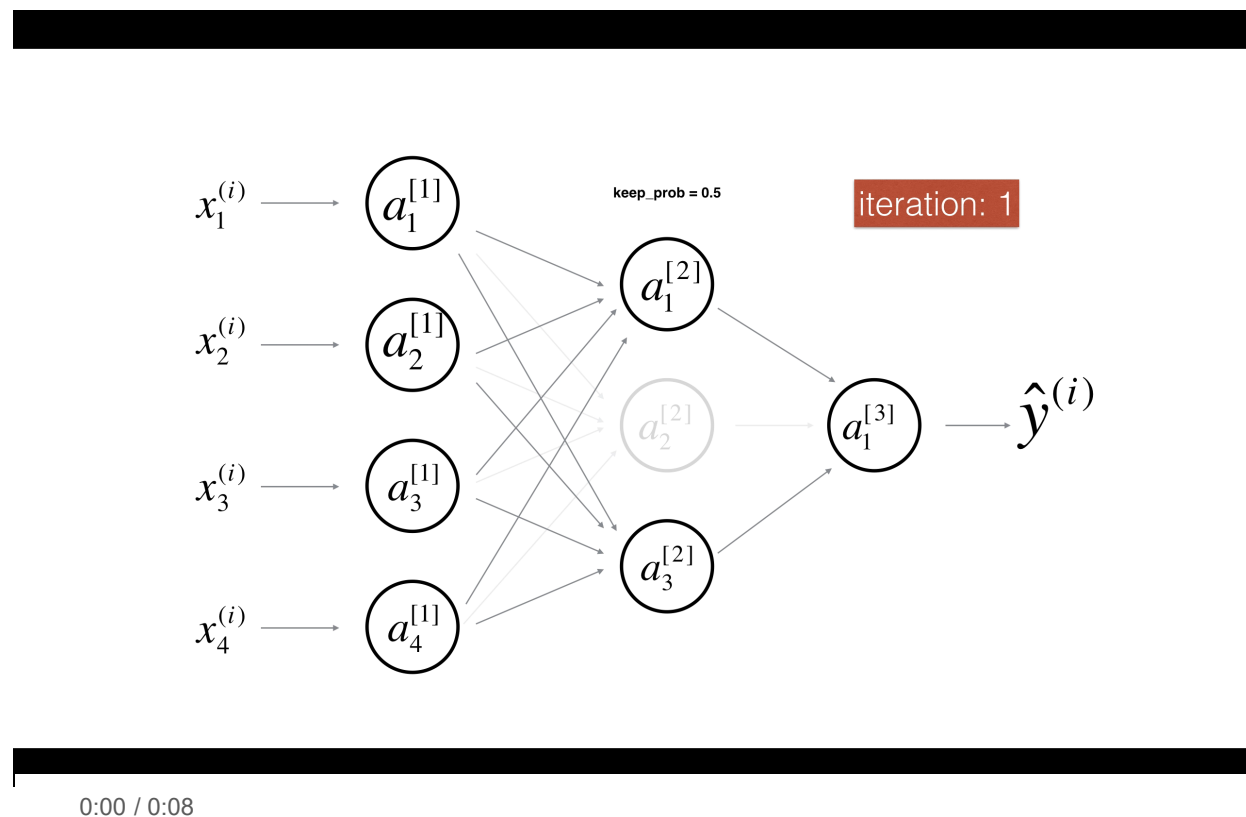 x₁⁽ⁱ⁾
a₁^[1]
keep_prob = 0.5
iteration: 1
a₁^[2]
x₂⁽ⁱ⁾
a₂^[1]
a₂^[2]
a₁^[3]
ŷ⁽ⁱ⁾
x₃⁽ⁱ⁾
a₃^[1]
a₃^[2]
x₄⁽ⁱ⁾
a₄^[1]
0:00 / 0:08